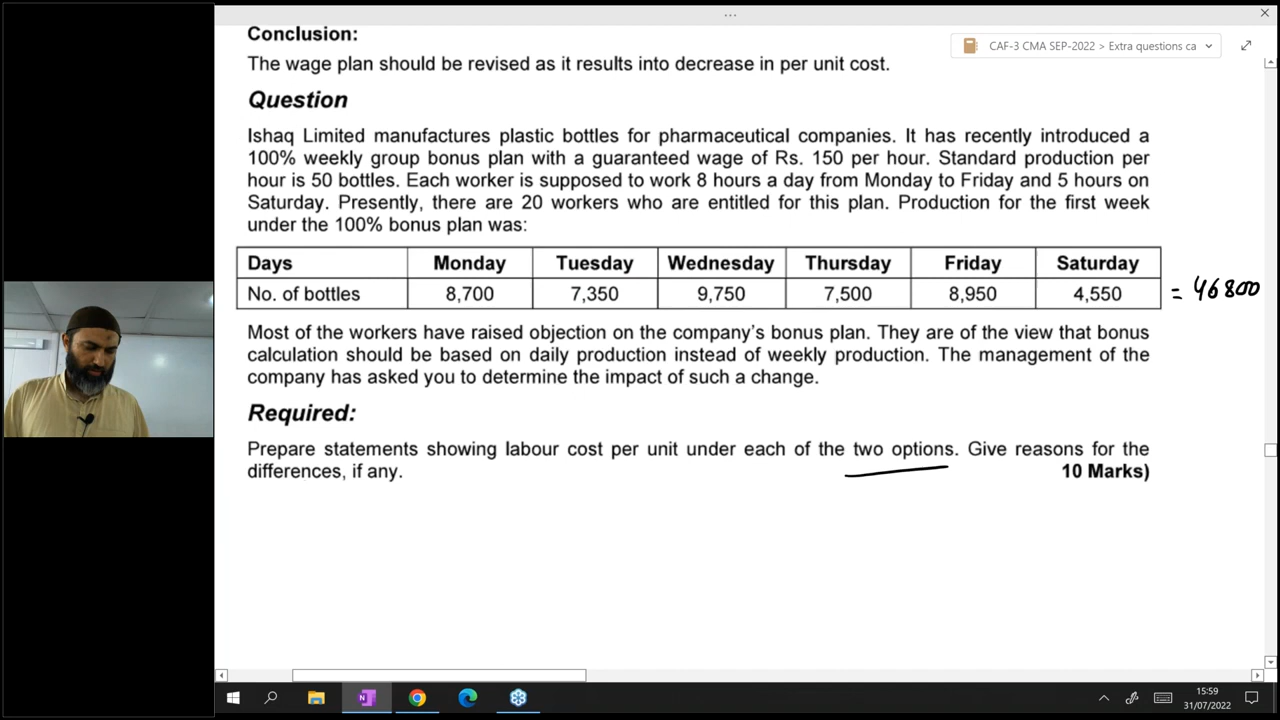 Conclusion:
CAF-3 CMA SEP-2022 > Extra questions ca
The wage plan should be revised as it results into decrease in per unit cost.
Question
Ishaq Limited manufactures plastic bottles for pharmaceutical companies. It has recently introduced a
100% weekly group bonus plan with a guaranteed wage of Rs. 150 per hour. Standard production per
hour is 50 bottles. Each worker is supposed to work 8 hours a day from Monday to Friday and 5 hours on
Saturday. Presently, there are 20 workers who are entitled for this plan. Production for the first week
under the 100% bonus plan was:
Days Monday Tuesday Wednesday Thursday Friday Saturday
No. of bottles 8,700 7,350 9,750 7,500 8,950 4,550 = 46800
Most of the workers have raised objection on the company's bonus plan. They are of the view that bonus
calculation should be based on daily production instead of weekly production. The management of the
company has asked you to determine the impact of such a change.
Required:
Prepare statements showing labour cost per unit under each of the two options. Give reasons for the
differences, if any. 10 Marks)
15:59
31/07/2022